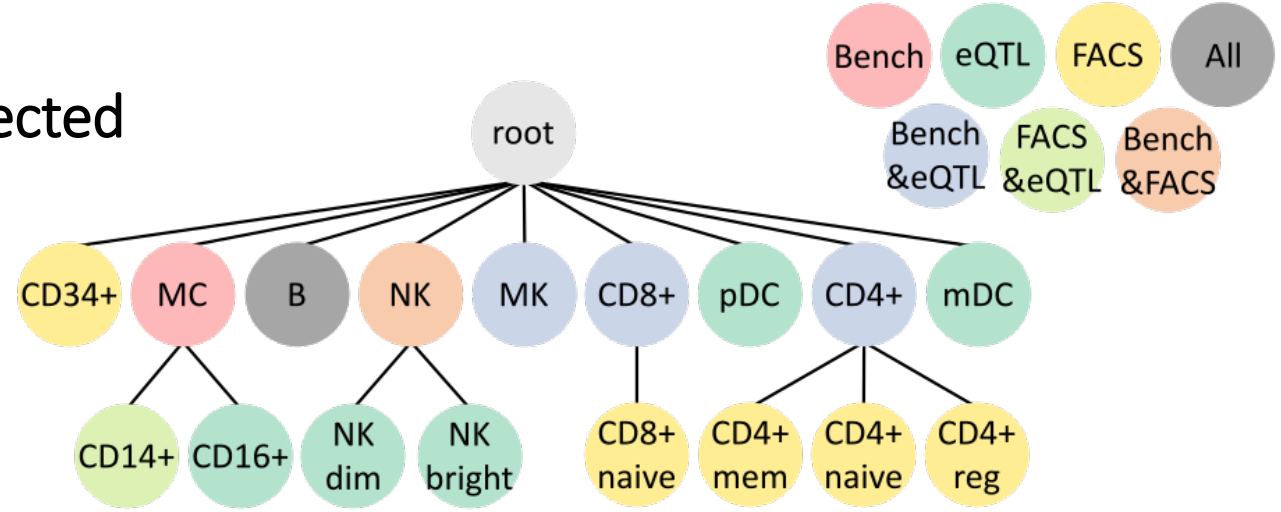 ected
Bench
eQTL
FACS
All
Bench
&eQTL
FACS
&eQTL
Bench
&FACS
root
CD34+
MC
B
NK
MK
CD8+
pDC
CD4+
mDC
CD14+
CD16+
NK
dim
NK
bright
CD8+
naive
CD4+
mem
CD4+
naive
CD4+
reg